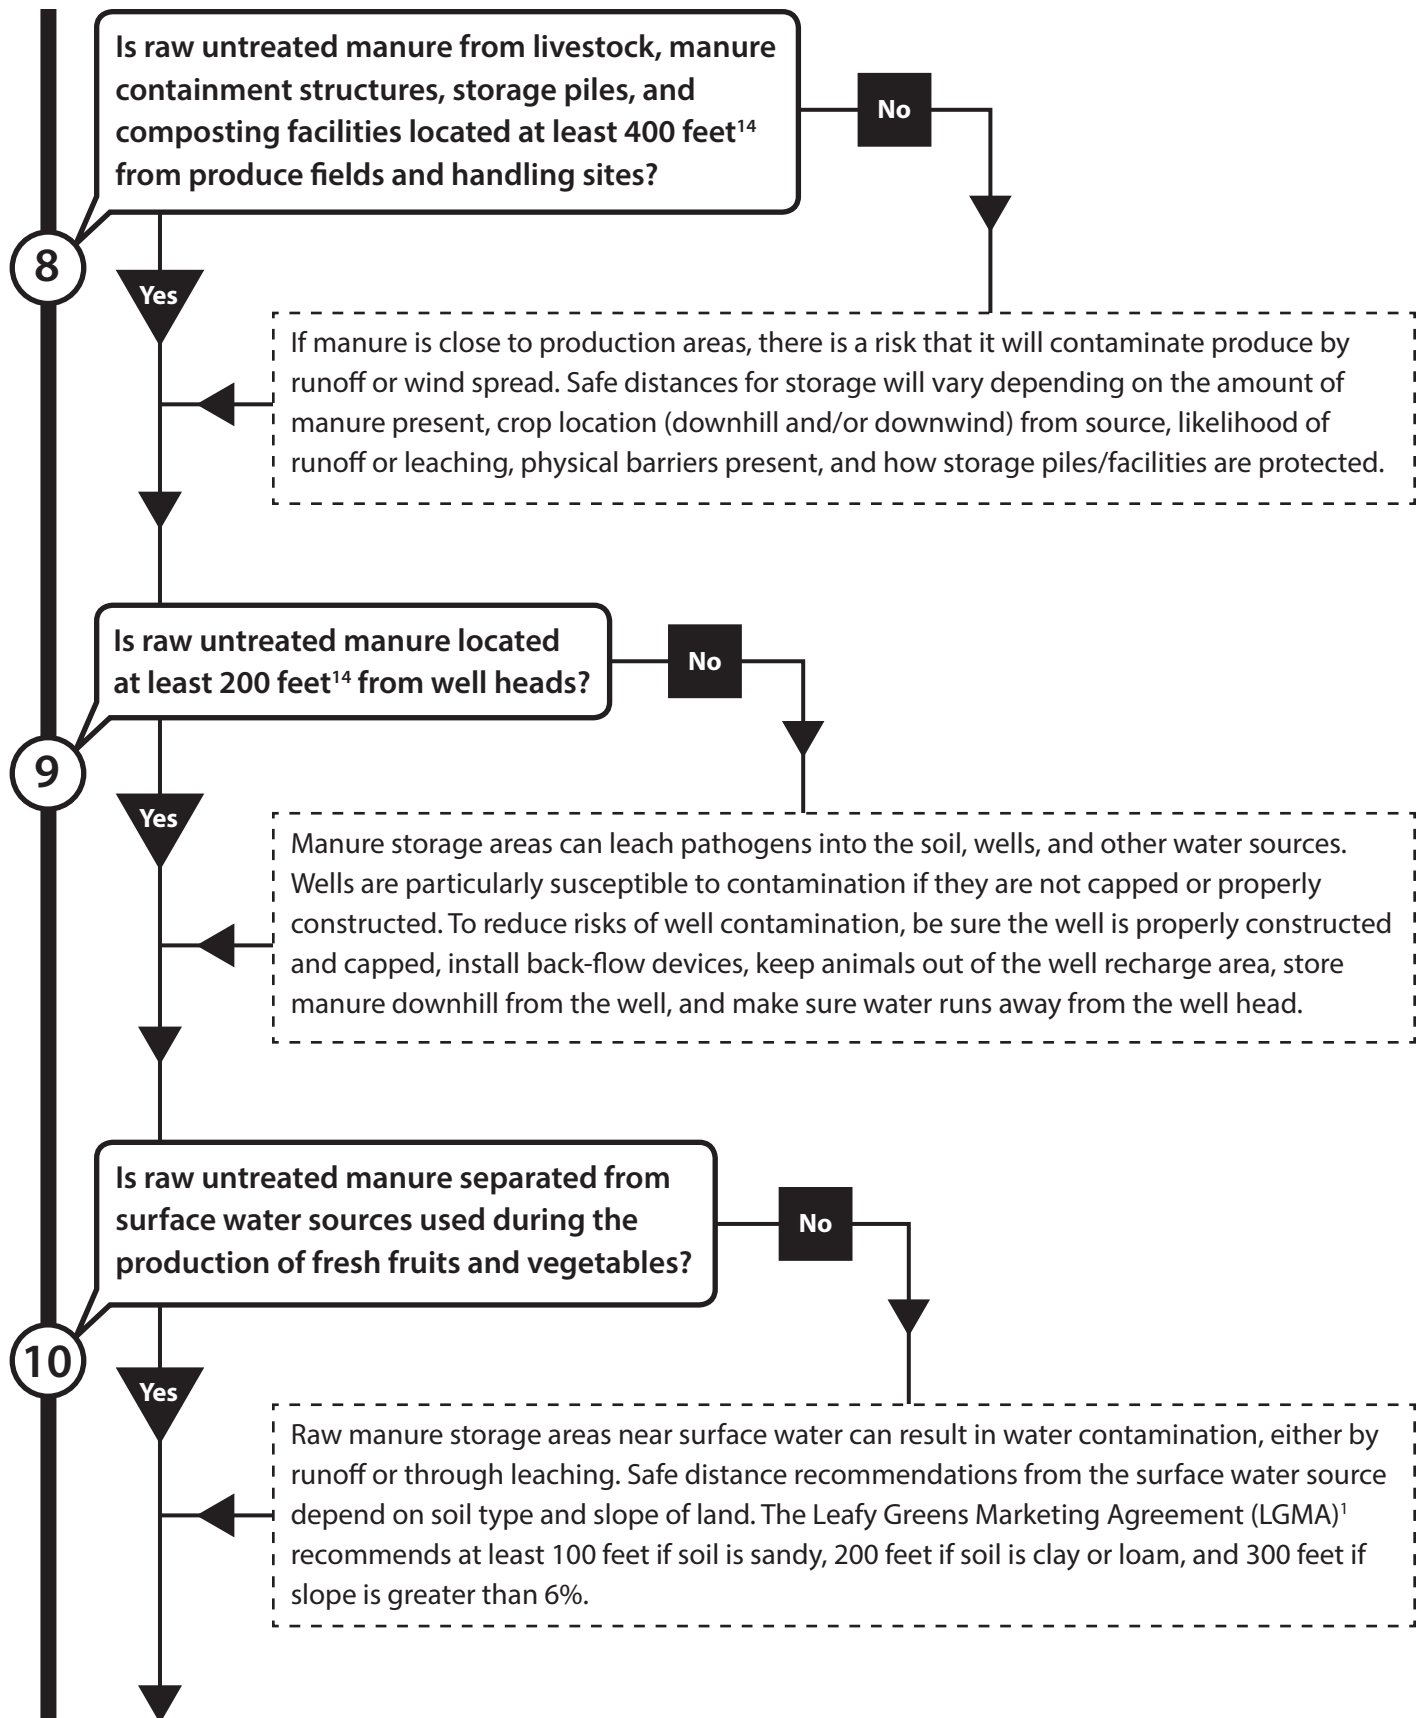 Is raw untreated manure from livestock, manure
containment structures, storage piles, and
composting facilities located at least 400 feet¹⁴
from produce fields and handling sites?
No
8
Yes
If manure is close to production areas, there is a risk that it will contaminate produce by
runoff or wind spread. Safe distances for storage will vary depending on the amount of
manure present, crop location (downhill and/or downwind) from source, likelihood of
runoff or leaching, physical barriers present, and how storage piles/facilities are protected.
Is raw untreated manure located
at least 200 feet¹⁴ from well heads?
No
9
Yes
Manure storage areas can leach pathogens into the soil, wells, and other water sources.
Wells are particularly susceptible to contamination if they are not capped or properly
constructed. To reduce risks of well contamination, be sure the well is properly constructed
and capped, install back-flow devices, keep animals out of the well recharge area, store
manure downhill from the well, and make sure water runs away from the well head.
Is raw untreated manure separated from
surface water sources used during the
production of fresh fruits and vegetables?
No
10
Yes
Raw manure storage areas near surface water can result in water contamination, either by
runoff or through leaching. Safe distance recommendations from the surface water source
depend on soil type and slope of land. The Leafy Greens Marketing Agreement (LGMA)¹
recommends at least 100 feet if soil is sandy, 200 feet if soil is clay or loam, and 300 feet if
slope is greater than 6%.